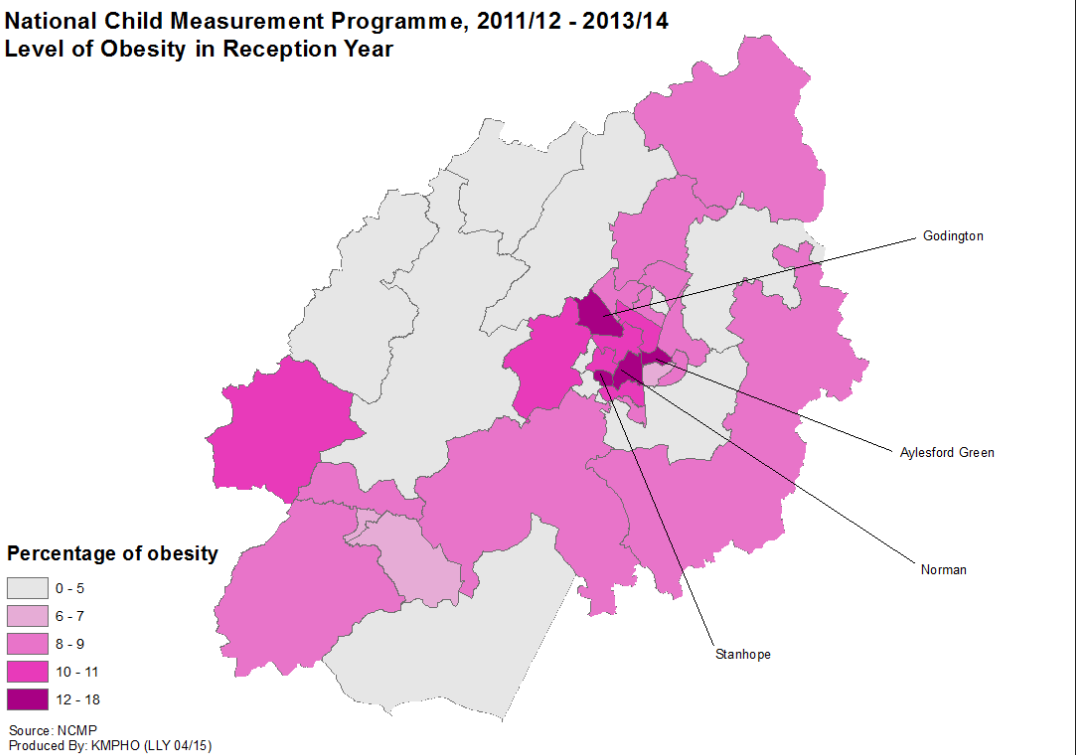 National Child Measurement Programme, 2011/12 - 2013/14
Level of Obesity in Reception Year
Godington
Aylesford Green
Norman
Stanhope
Percentage of obesity
0 - 5
6 - 7
8 - 9
10 - 11
12 - 18
Source: NCMP
Produced By: KMPHO (LLY 04/15)